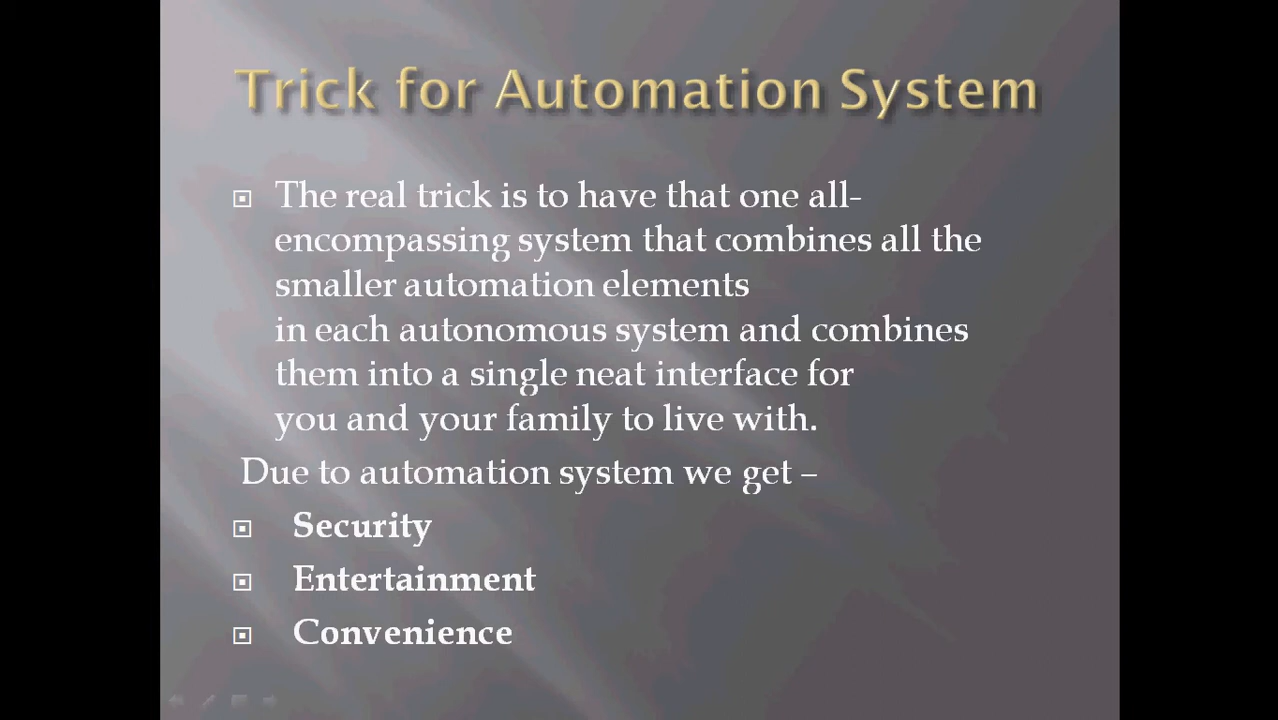 Trick for Automation System
The real trick is to have that one all-
encompassing system that combines all the
smaller automation elements
in each autonomous system and combines
them into a single neat interface for
you and your family to live with.
Due to automation system we get –
Security
Entertainment
Convenience